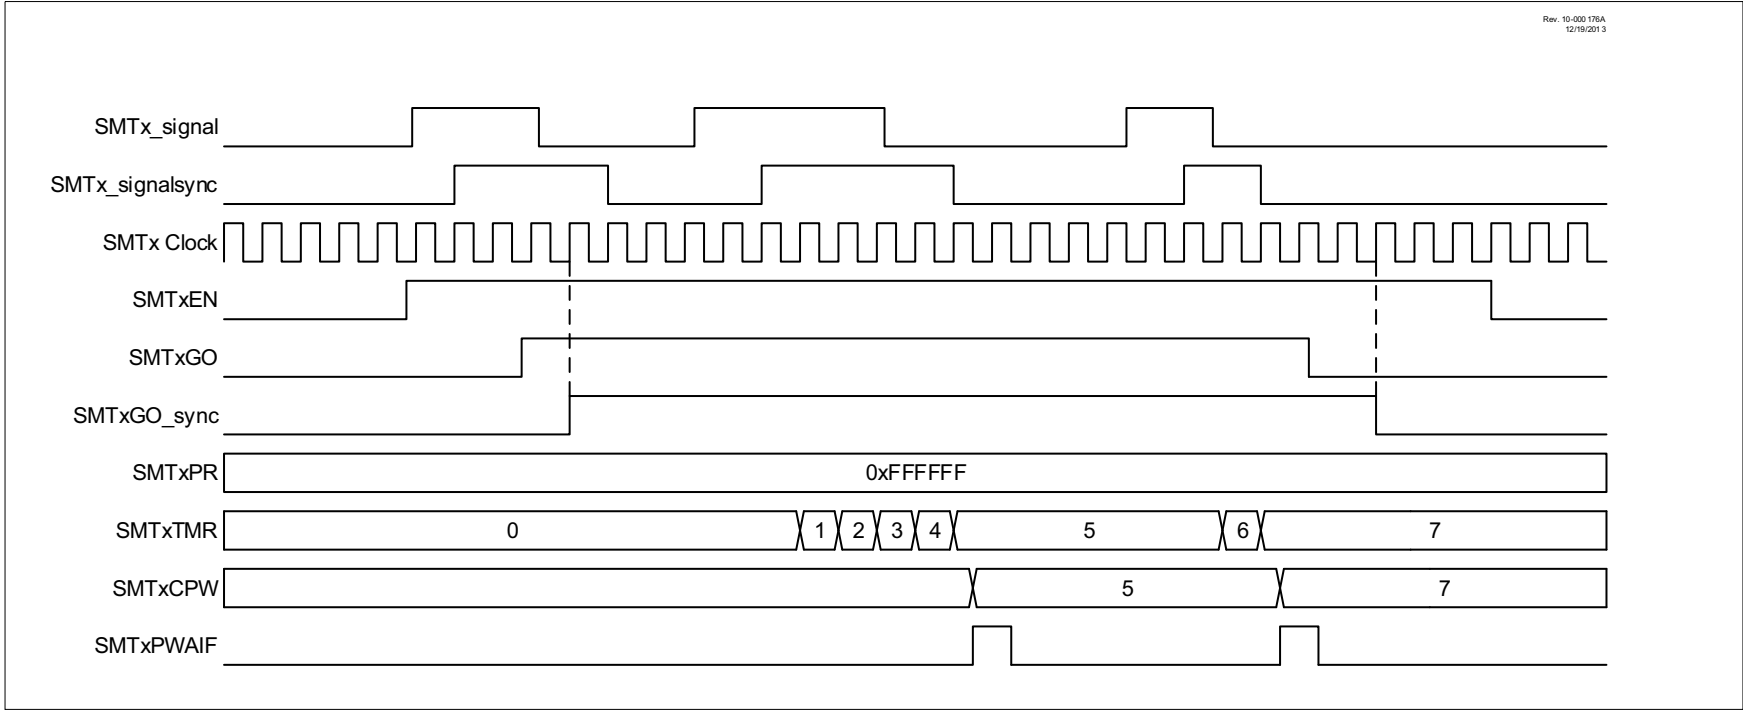 Rev. 10-000 176A
12/19/201 3
SMTx_signal
SMTx_signalsync
SMTx Clock
SMTxEN
SMTxGO
SMTxGO_sync
SMTxPR 0xFFFFFF
SMTxTMR 0 1 2 3 4 5 6 7
SMTxCPW 5 7
SMTxPWAIF